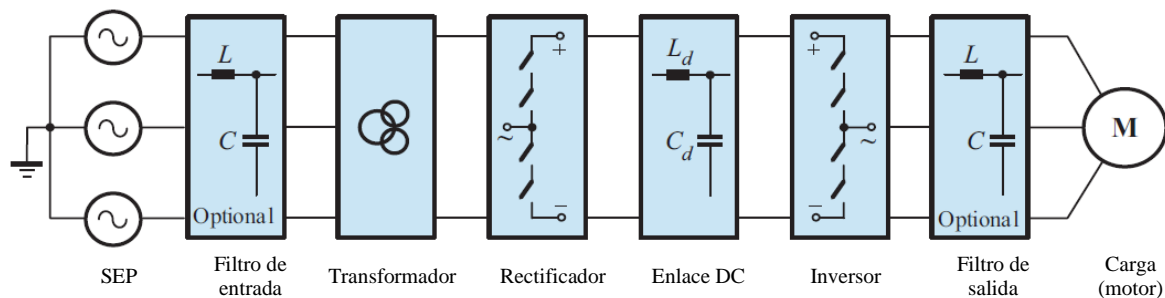 L
C
Optional
+
~
−
L_d
C_d
+
~
−
L
C
Optional
M
SEP
Filtro de
entrada
Transformador
Rectificador
Enlace DC
Inversor
Filtro de
salida
Carga
(motor)